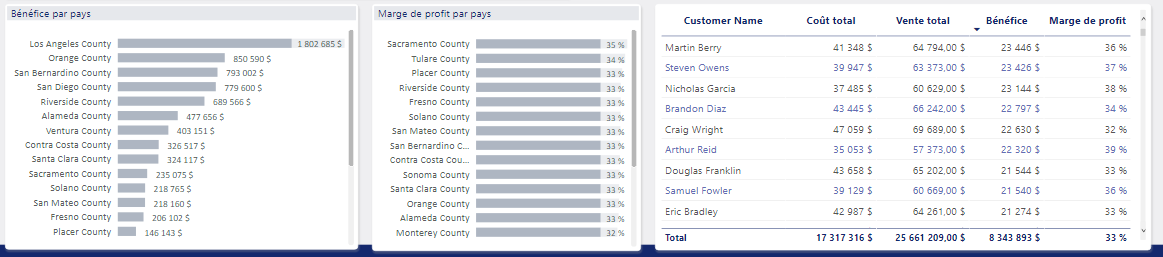 Bénéfice par pays
Los Angeles County 1 802 685 $
Orange County 850 590 $
San Bernardino County 793 002 $
San Diego County 779 600 $
Riverside County 689 566 $
Alameda County 477 656 $
Ventura County 403 151 $
Contra Costa County 326 517 $
Santa Clara County 324 117 $
Sacramento County 235 075 $
Solano County 218 765 $
San Mateo County 218 160 $
Fresno County 206 102 $
Placer County 146 143 $
Marge de profit par pays
Sacramento County 35 %
Tulare County 34 %
Placer County 33 %
Riverside County 33 %
Fresno County 33 %
Solano County 33 %
San Mateo County 33 %
San Bernardino C... 33 %
Contra Costa Cou... 33 %
Sonoma County 33 %
Santa Clara County 33 %
Orange County 33 %
Alameda County 33 %
Monterey County 32 %
Customer Name Coût total Vente total Bénéfice Marge de profit
Martin Berry 41 348 $ 64 794,00 $ 23 446 $ 36 %
Steven Owens 39 947 $ 63 373,00 $ 23 426 $ 37 %
Nicholas Garcia 37 485 $ 60 629,00 $ 23 144 $ 38 %
Brandon Diaz 43 445 $ 66 242,00 $ 22 797 $ 34 %
Craig Wright 47 059 $ 69 689,00 $ 22 630 $ 32 %
Arthur Reid 35 053 $ 57 373,00 $ 22 320 $ 39 %
Douglas Franklin 43 658 $ 65 202,00 $ 21 544 $ 33 %
Samuel Fowler 39 129 $ 60 669,00 $ 21 540 $ 36 %
Eric Bradley 42 987 $ 64 261,00 $ 21 274 $ 33 %
Total 17 317 316 $ 25 661 209,00 $ 8 343 893 $ 33 %